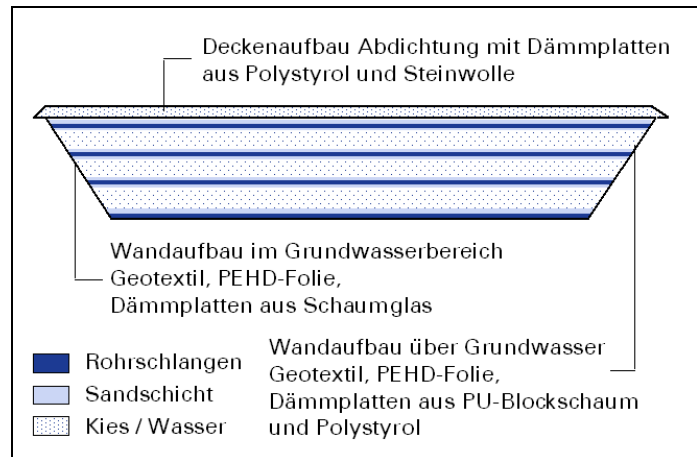 Deckenaufbau Abdichtung mit Dämmplatten
aus Polystyrol und Steinwolle
Wandaufbau im Grundwasserbereich
Geotextil, PEHD-Folie,
Dämmplatten aus Schaumglas
Wandaufbau über Grundwasser
Geotextil, PEHD-Folie,
Dämmplatten aus PU-Blockschaum
und Polystyrol
Rohrschlangen
Sandschicht
Kies / Wasser